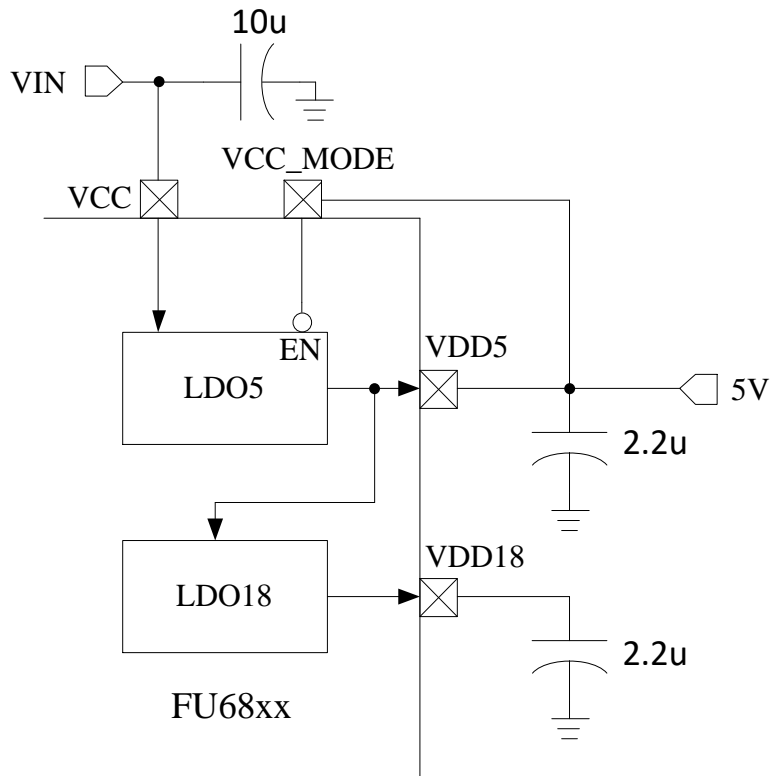 10u
VIN
VCC_MODE
VCC
EN
VDD5
LDO5
5V
2.2u
VDD18
LDO18
2.2u
FU68xx